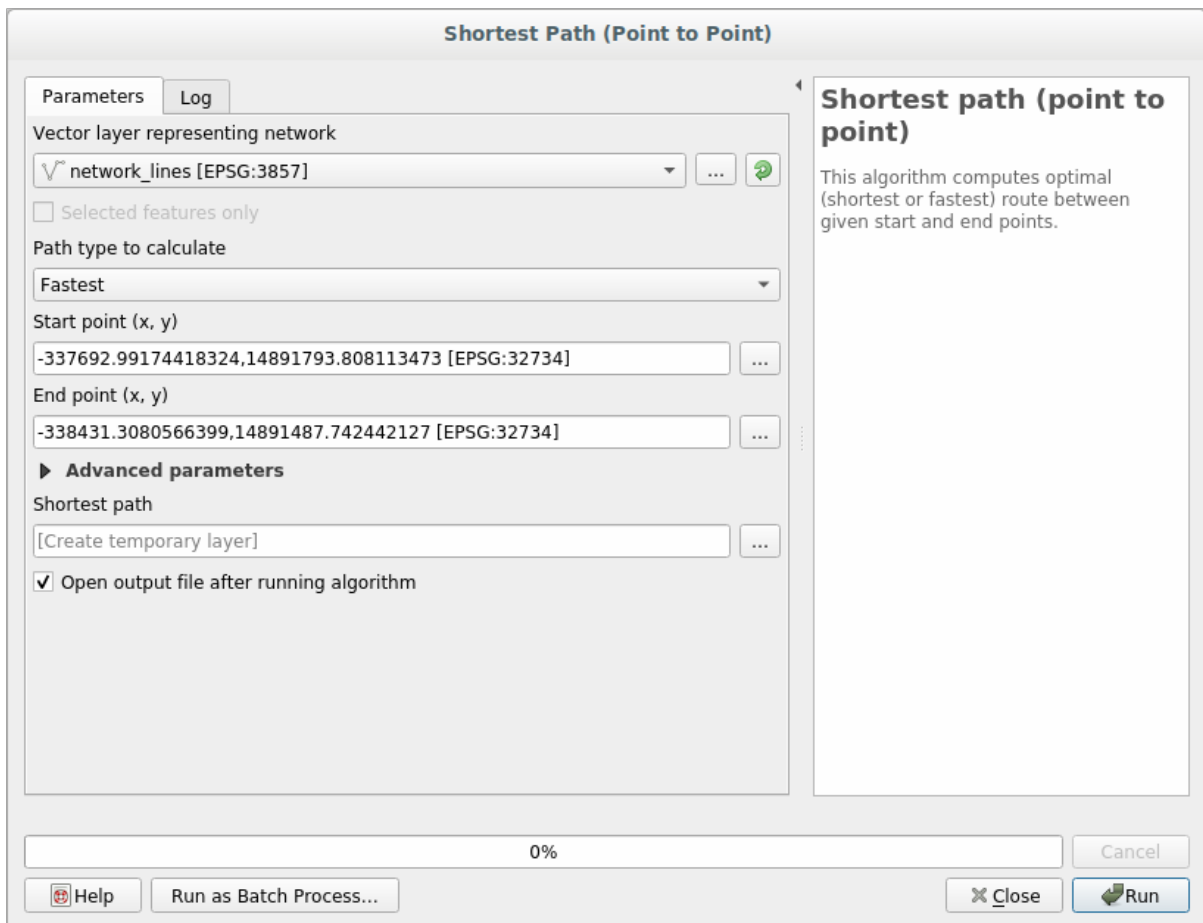 Shortest Path (Point to Point)
Parameters
Log
Vector layer representing network
network_lines [EPSG:3857]
...
Selected features only
Path type to calculate
Fastest
Start point (x, y)
-337692.99174418324,14891793.808113473 [EPSG:32734]
...
End point (x, y)
-338431.3080566399,14891487.742442127 [EPSG:32734]
...
Advanced parameters
Shortest path
[Create temporary layer]
...
Open output file after running algorithm
Shortest path (point to
point)
This algorithm computes optimal
(shortest or fastest) route between
given start and end points.
0%
Cancel
Help
Run as Batch Process...
Close
Run